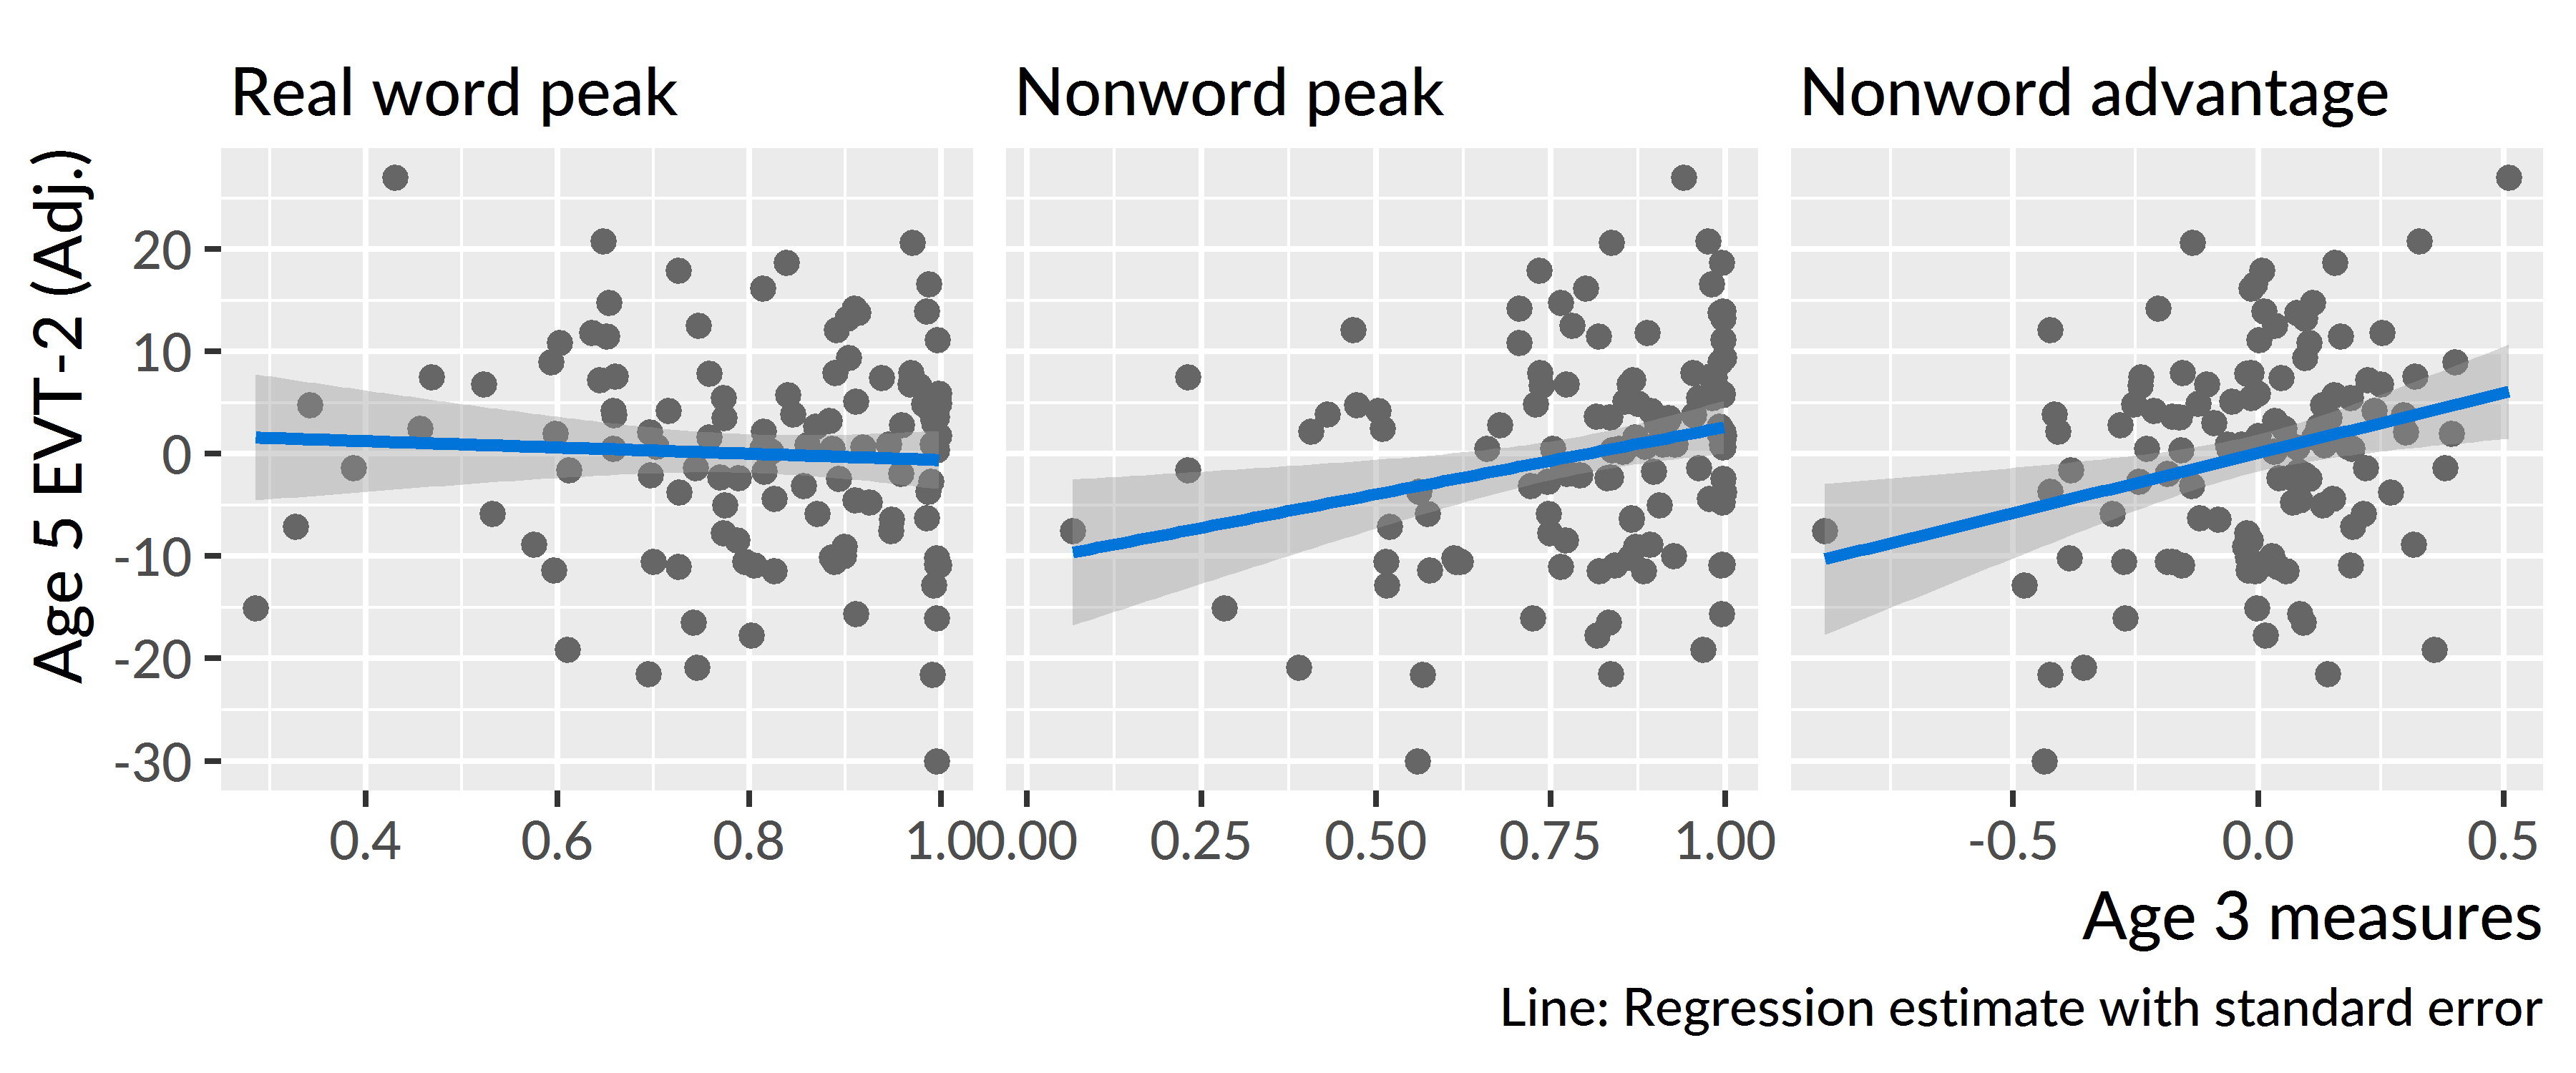 Real word peak
Nonword peak
Nonword advantage
Age 5 EVT-2 (Adj.)
20
10
0
-10
-20
-30
0.4 0.6 0.8 1.0
0.00 0.25 0.50 0.75 1.00
-0.5 0.0 0.5
Age 3 measures
Line: Regression estimate with standard error